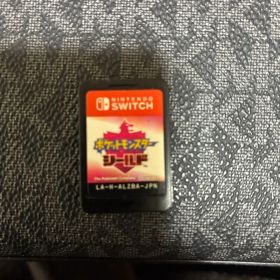 NINTENDO
SWITCH
ポケットモンスター
シールド
The Pokémon Company
LA-H-ALZBA-JPN